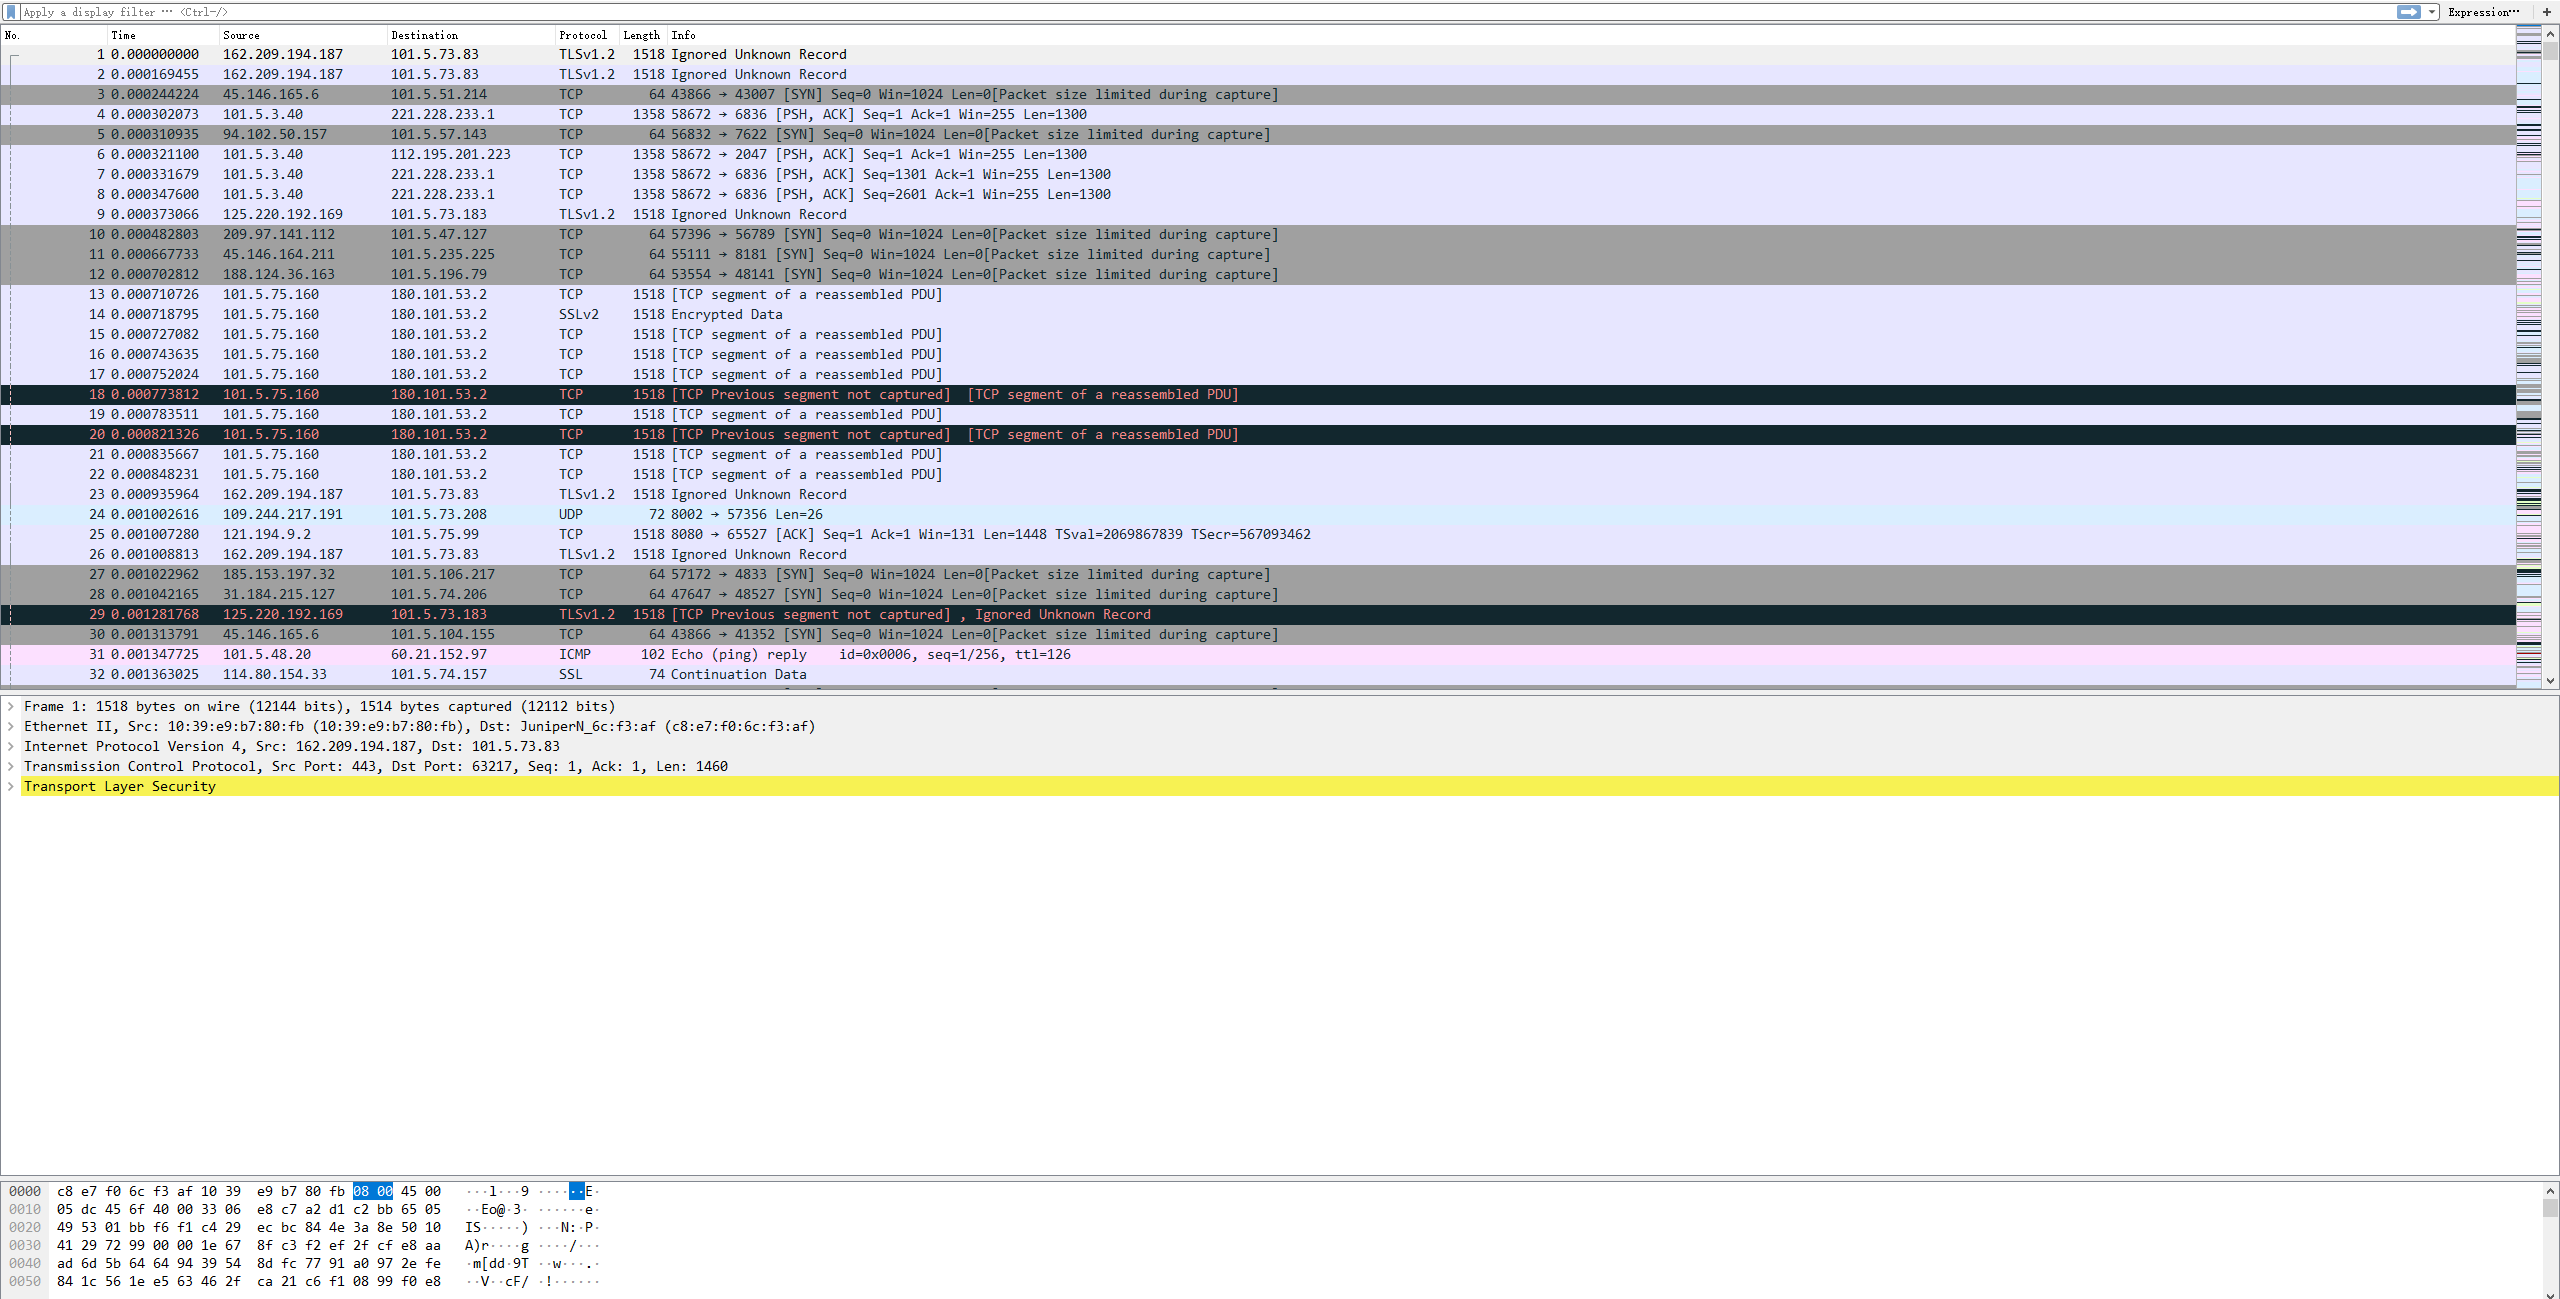 Apply a display filter ··· <Ctrl-/> Expression··· +
No. Time Source Destination Protocol Length Info
1 0.000000000 162.209.194.187 101.5.73.83 TLSv1.2 1518 Ignored Unknown Record
2 0.000169455 162.209.194.187 101.5.73.83 TLSv1.2 1518 Ignored Unknown Record
3 0.000244224 45.146.165.6 101.5.51.214 TCP 64 43866 → 43007 [SYN] Seq=0 Win=1024 Len=0[Packet size limited during capture]
4 0.000302073 101.5.3.40 221.228.233.1 TCP 1358 58672 → 6836 [PSH, ACK] Seq=1 Ack=1 Win=255 Len=1300
5 0.000310935 94.102.50.157 101.5.57.143 TCP 64 56832 → 7622 [SYN] Seq=0 Win=1024 Len=0[Packet size limited during capture]
6 0.000321100 101.5.3.40 112.195.201.223 TCP 1358 58672 → 2047 [PSH, ACK] Seq=1 Ack=1 Win=255 Len=1300
7 0.000331679 101.5.3.40 221.228.233.1 TCP 1358 58672 → 6836 [PSH, ACK] Seq=1301 Ack=1 Win=255 Len=1300
8 0.000347600 101.5.3.40 221.228.233.1 TCP 1358 58672 → 6836 [PSH, ACK] Seq=2601 Ack=1 Win=255 Len=1300
9 0.000373066 125.220.192.169 101.5.73.183 TLSv1.2 1518 Ignored Unknown Record
10 0.000482803 209.97.141.112 101.5.47.127 TCP 64 57396 → 56789 [SYN] Seq=0 Win=1024 Len=0[Packet size limited during capture]
11 0.000667733 45.146.164.211 101.5.235.225 TCP 64 55111 → 8181 [SYN] Seq=0 Win=1024 Len=0[Packet size limited during capture]
12 0.000702812 188.124.36.163 101.5.196.79 TCP 64 53554 → 48141 [SYN] Seq=0 Win=1024 Len=0[Packet size limited during capture]
13 0.000710726 101.5.75.160 180.101.53.2 TCP 1518 [TCP segment of a reassembled PDU]
14 0.000718795 101.5.75.160 180.101.53.2 SSLv2 1518 Encrypted Data
15 0.000727082 101.5.75.160 180.101.53.2 TCP 1518 [TCP segment of a reassembled PDU]
16 0.000743635 101.5.75.160 180.101.53.2 TCP 1518 [TCP segment of a reassembled PDU]
17 0.000752024 101.5.75.160 180.101.53.2 TCP 1518 [TCP segment of a reassembled PDU]
18 0.000773812 101.5.75.160 180.101.53.2 TCP 1518 [TCP Previous segment not captured] [TCP segment of a reassembled PDU]
19 0.000783511 101.5.75.160 180.101.53.2 TCP 1518 [TCP segment of a reassembled PDU]
20 0.000821326 101.5.75.160 180.101.53.2 TCP 1518 [TCP Previous segment not captured] [TCP segment of a reassembled PDU]
21 0.000835667 101.5.75.160 180.101.53.2 TCP 1518 [TCP segment of a reassembled PDU]
22 0.000848231 101.5.75.160 180.101.53.2 TCP 1518 [TCP segment of a reassembled PDU]
23 0.000935964 162.209.194.187 101.5.73.83 TLSv1.2 1518 Ignored Unknown Record
24 0.001002616 109.244.217.191 101.5.73.208 UDP 72 8002 → 57356 Len=26
25 0.001007280 121.194.9.2 101.5.75.99 TCP 1518 8080 → 65527 [ACK] Seq=1 Ack=1 Win=131 Len=1448 TSval=2069867839 TSecr=567093462
26 0.001008813 162.209.194.187 101.5.73.83 TLSv1.2 1518 Ignored Unknown Record
27 0.001022962 185.153.197.32 101.5.106.217 TCP 64 57172 → 4833 [SYN] Seq=0 Win=1024 Len=0[Packet size limited during capture]
28 0.001042165 31.184.215.127 101.5.74.206 TCP 64 47647 → 48527 [SYN] Seq=0 Win=1024 Len=0[Packet size limited during capture]
29 0.001281768 125.220.192.169 101.5.73.183 TLSv1.2 1518 [TCP Previous segment not captured] , Ignored Unknown Record
30 0.001313791 45.146.165.6 101.5.104.155 TCP 64 43866 → 41352 [SYN] Seq=0 Win=1024 Len=0[Packet size limited during capture]
31 0.001347725 101.5.48.20 60.21.152.97 ICMP 102 Echo (ping) reply id=0x0006, seq=1/256, ttl=126
32 0.001363025 114.80.154.33 101.5.74.157 SSL 74 Continuation Data
Frame 1: 1518 bytes on wire (12144 bits), 1514 bytes captured (12112 bits)
Ethernet II, Src: 10:39:e9:b7:80:fb (10:39:e9:b7:80:fb), Dst: JuniperN_6c:f3:af (c8:e7:f0:6c:f3:af)
Internet Protocol Version 4, Src: 162.209.194.187, Dst: 101.5.73.83
Transmission Control Protocol, Src Port: 443, Dst Port: 63217, Seq: 1, Ack: 1, Len: 1460
Transport Layer Security
0000 c8 e7 f0 6c f3 af 10 39 e9 b7 80 fb 08 00 45 00 ···l···9 ······E·
0010 05 dc 45 6f 40 00 33 06 e8 c7 a2 d1 c2 bb 65 05 ··Eo@·3· ······e·
0020 49 53 01 bb f6 f1 c4 29 ec bc 84 4e 3a 8e 50 10 IS·····) ···N:·P·
0030 41 29 72 99 00 00 1e 67 8f c3 f2 ef 2f cf e8 aa A)r····g ····/···
0040 ad 6d 5b 64 64 94 39 54 8d fc 77 91 a0 97 2e fe ·m[dd·9T ··w···.·
0050 84 1c 56 1e e5 63 46 2f ca 21 c6 f1 08 99 f0 e8 ··V··cF/ ·!······